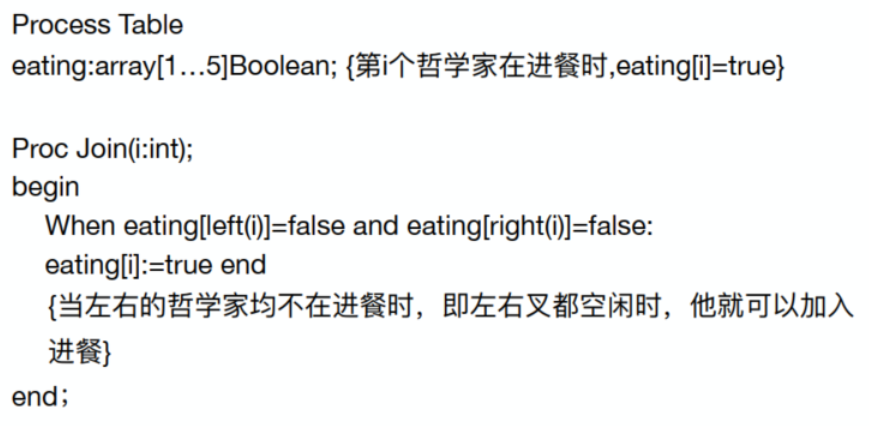 Process Table
eating:array[1…5]Boolean; {第i个哲学家在进餐时,eating[i]=true}
Proc Join(i:int);
begin
When eating[left(i)]=false and eating[right(i)]=false:
eating[i]:=true end
{当左右的哲学家均不在进餐时，即左右叉都空闲时，他就可以加入
进餐}
end；